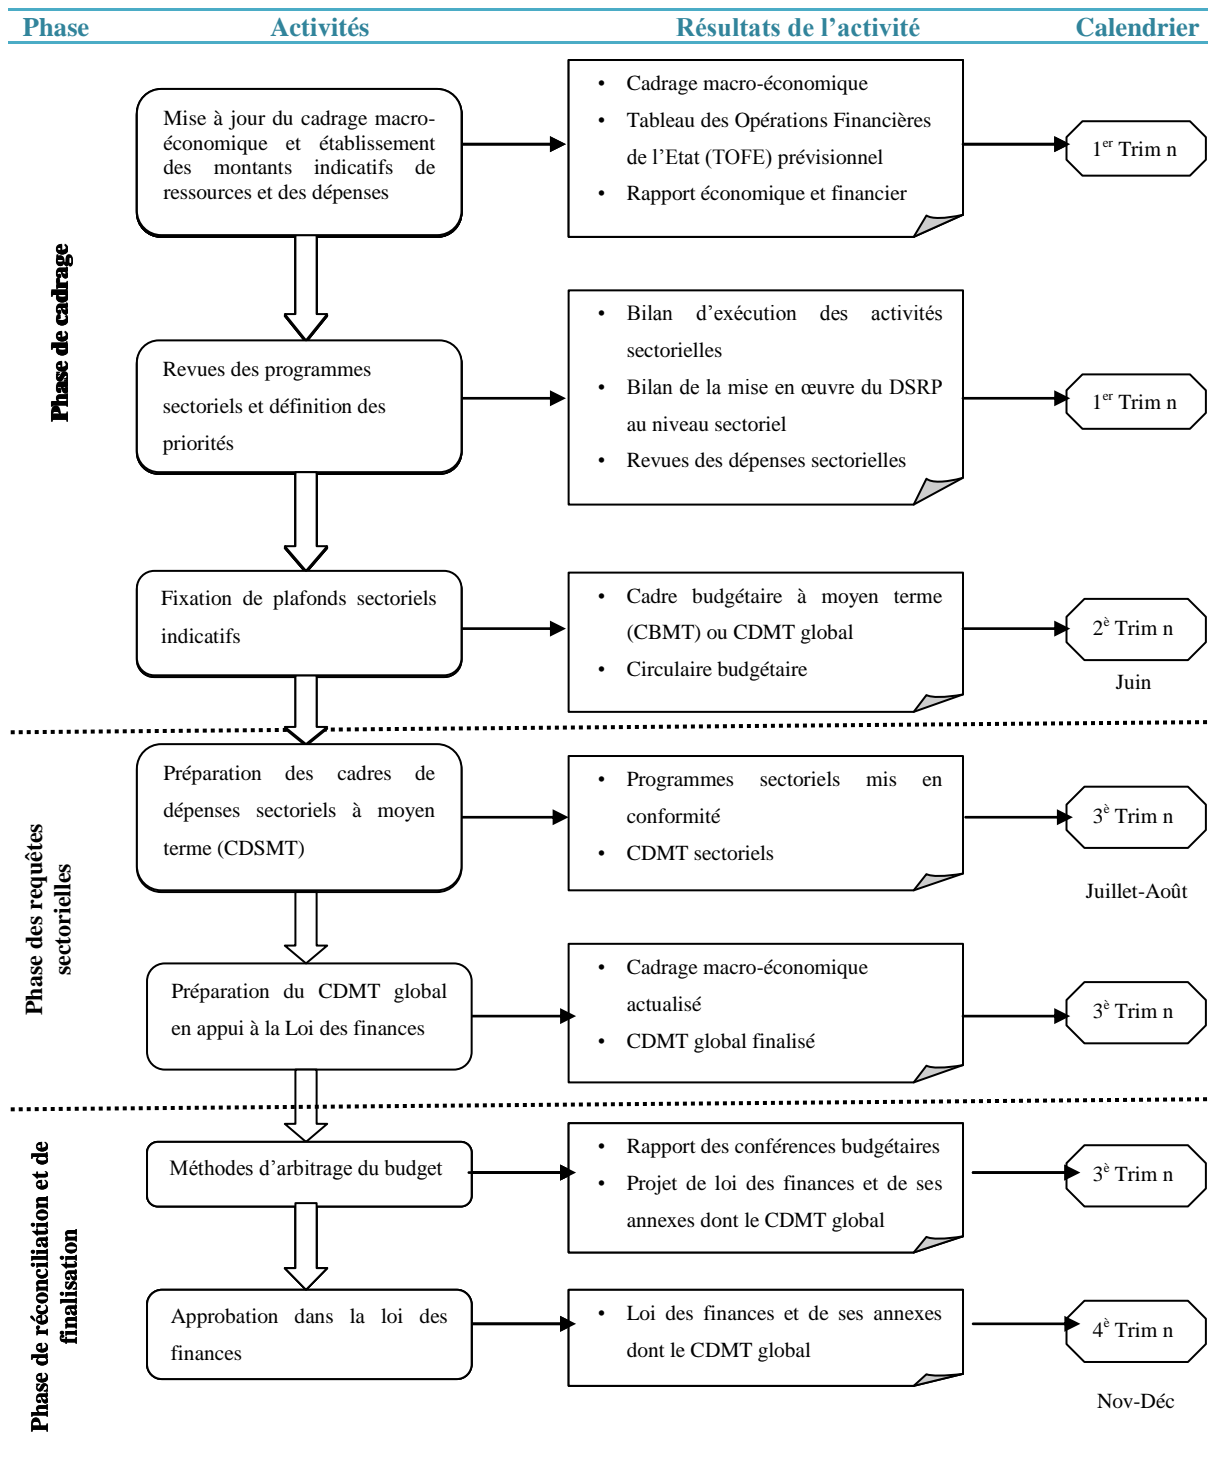 Phase Activités Résultats de l'activité Calendrier
Phase de cadrage
Mise à jour du cadrage macro-
économique et établissement
des montants indicatifs de
ressources et des dépenses
• Cadrage macro-économique
• Tableau des Opérations Financières
de l'Etat (TOFE) prévisionnel
• Rapport économique et financier
1er Trim n
Revues des programmes
sectoriels et définition des
priorités
• Bilan d'exécution des activités
sectorielles
• Bilan de la mise en œuvre du DSRP
au niveau sectoriel
• Revues des dépenses sectorielles
1er Trim n
Fixation de plafonds sectoriels
indicatifs
• Cadre budgétaire à moyen terme
(CBMT) ou CDMT global
• Circulaire budgétaire
2è Trim n
Juin
Phase des requêtes
sectorielles
Préparation des cadres de
dépenses sectoriels à moyen
terme (CDSMT)
• Programmes sectoriels mis en
conformité
• CDMT sectoriels
3è Trim n
Juillet-Août
Préparation du CDMT global
en appui à la Loi des finances
• Cadrage macro-économique
actualisé
• CDMT global finalisé
3è Trim n
Phase de réconciliation et de
finalisation
Méthodes d'arbitrage du budget
• Rapport des conférences budgétaires
• Projet de loi des finances et de ses
annexes dont le CDMT global
3è Trim n
Approbation dans la loi des
finances
• Loi des finances et de ses annexes
dont le CDMT global
4è Trim n
Nov-Déc